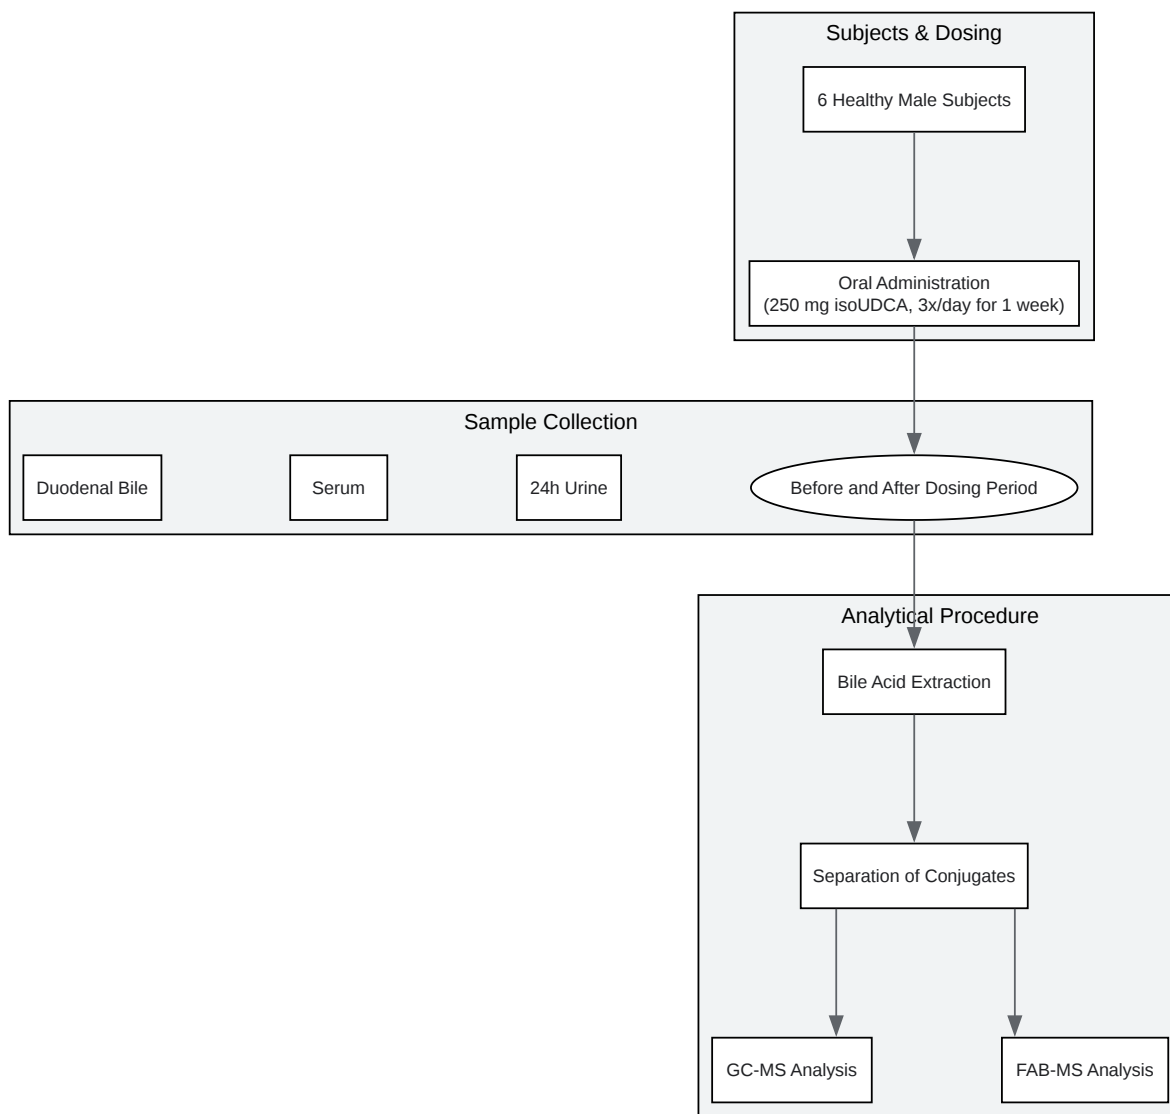 Subjects & Dosing
6 Healthy Male Subjects
Oral Administration
(250 mg isoUDCA, 3x/day for 1 week)
Sample Collection
Duodenal Bile
Serum
24h Urine
Before and After Dosing Period
Analytical Procedure
Bile Acid Extraction
Separation of Conjugates
GC-MS Analysis
FAB-MS Analysis